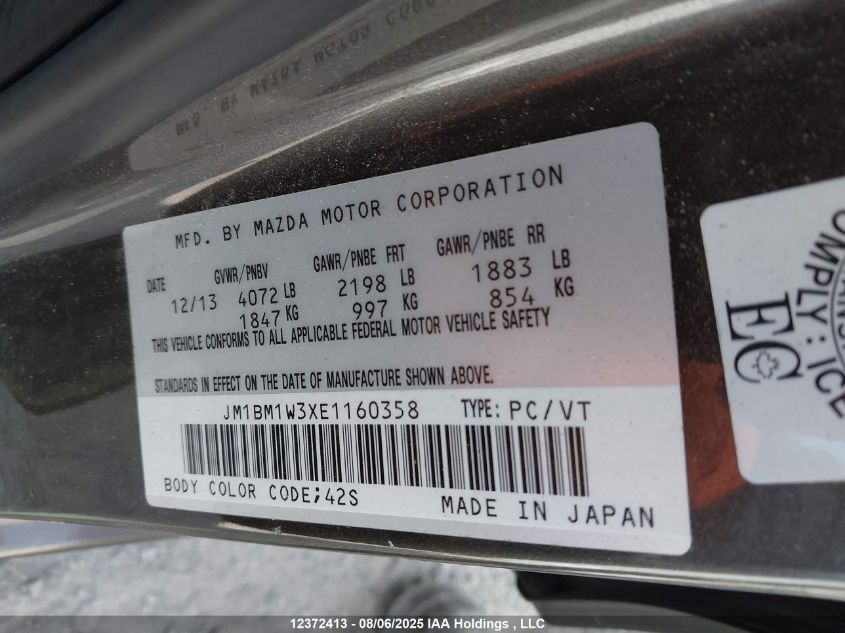 MFD. BY MAZDA MOTOR CORPORATION
DATE GVWR/PNBV GAWR/PNBE FRT GAWR/PNBE RR
12/13 4072 LB 2198 LB 1883 LB
1847 KG 997 KG 854 KG
THIS VEHICLE CONFORMS TO ALL APPLICABLE FEDERAL MOTOR VEHICLE SAFETY
STANDARDS IN EFFECT ON THE DATE OF MANUFACTURE SHOWN ABOVE.
JM1BM1W3XE1160358 TYPE: PC/VT
BODY COLOR CODE;42S MADE IN JAPAN
EC
12372413 - 08/06/2025 IAA Holdings , LLC